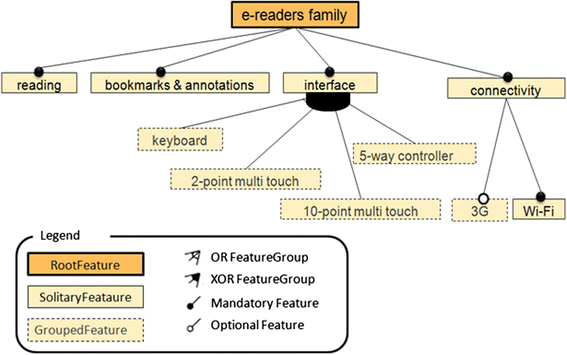 e-readers family
reading
bookmarks & annotations
interface
connectivity
keyboard
5-way controller
2-point multi touch
10-point multi touch
3G
Wi-Fi
Legend
RootFeature
OR FeatureGroup
XOR FeatureGroup
SolitaryFeataure
Mandatory Feature
GroupedFeature
Optional Feature